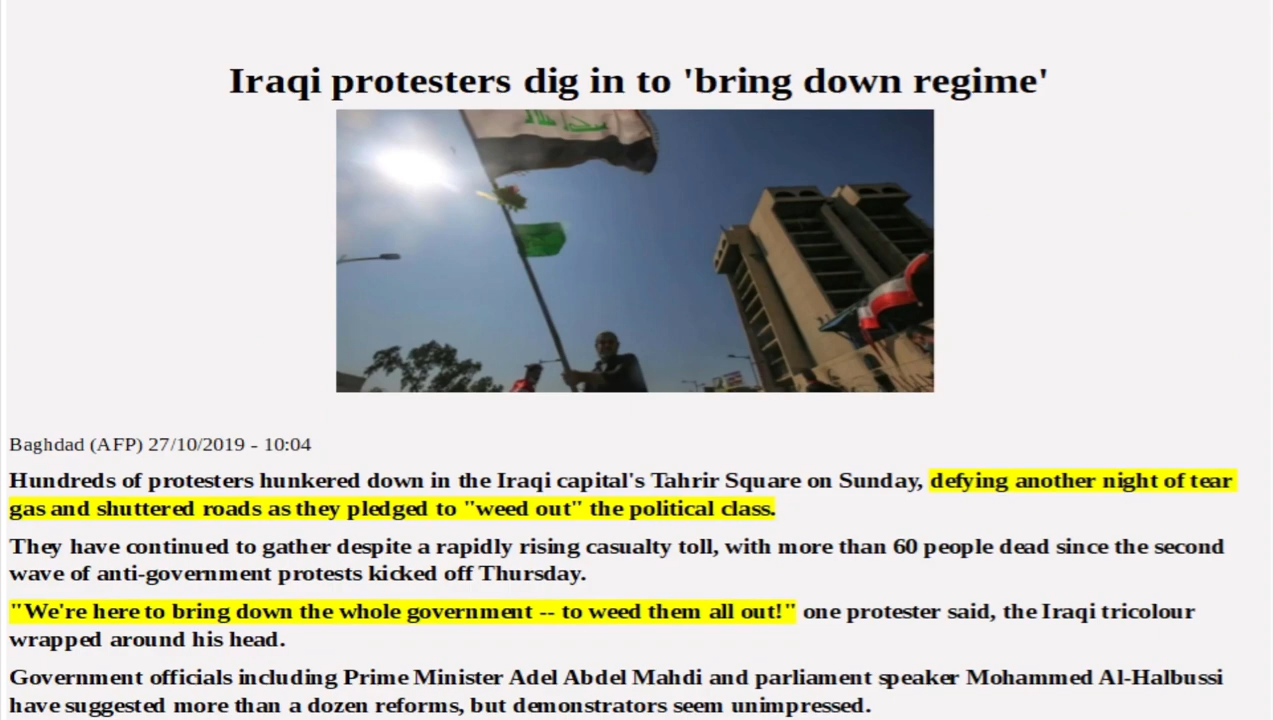 Iraqi protesters dig in to 'bring down regime'
Baghdad (AFP) 27/10/2019 - 10:04
Hundreds of protesters hunkered down in the Iraqi capital's Tahrir Square on Sunday, defying another night of tear
gas and shuttered roads as they pledged to "weed out" the political class.
They have continued to gather despite a rapidly rising casualty toll, with more than 60 people dead since the second
wave of anti-government protests kicked off Thursday.
"We're here to bring down the whole government -- to weed them all out!" one protester said, the Iraqi tricolour
wrapped around his head.
Government officials including Prime Minister Adel Abdel Mahdi and parliament speaker Mohammed Al-Halbussi
have suggested more than a dozen reforms, but demonstrators seem unimpressed.